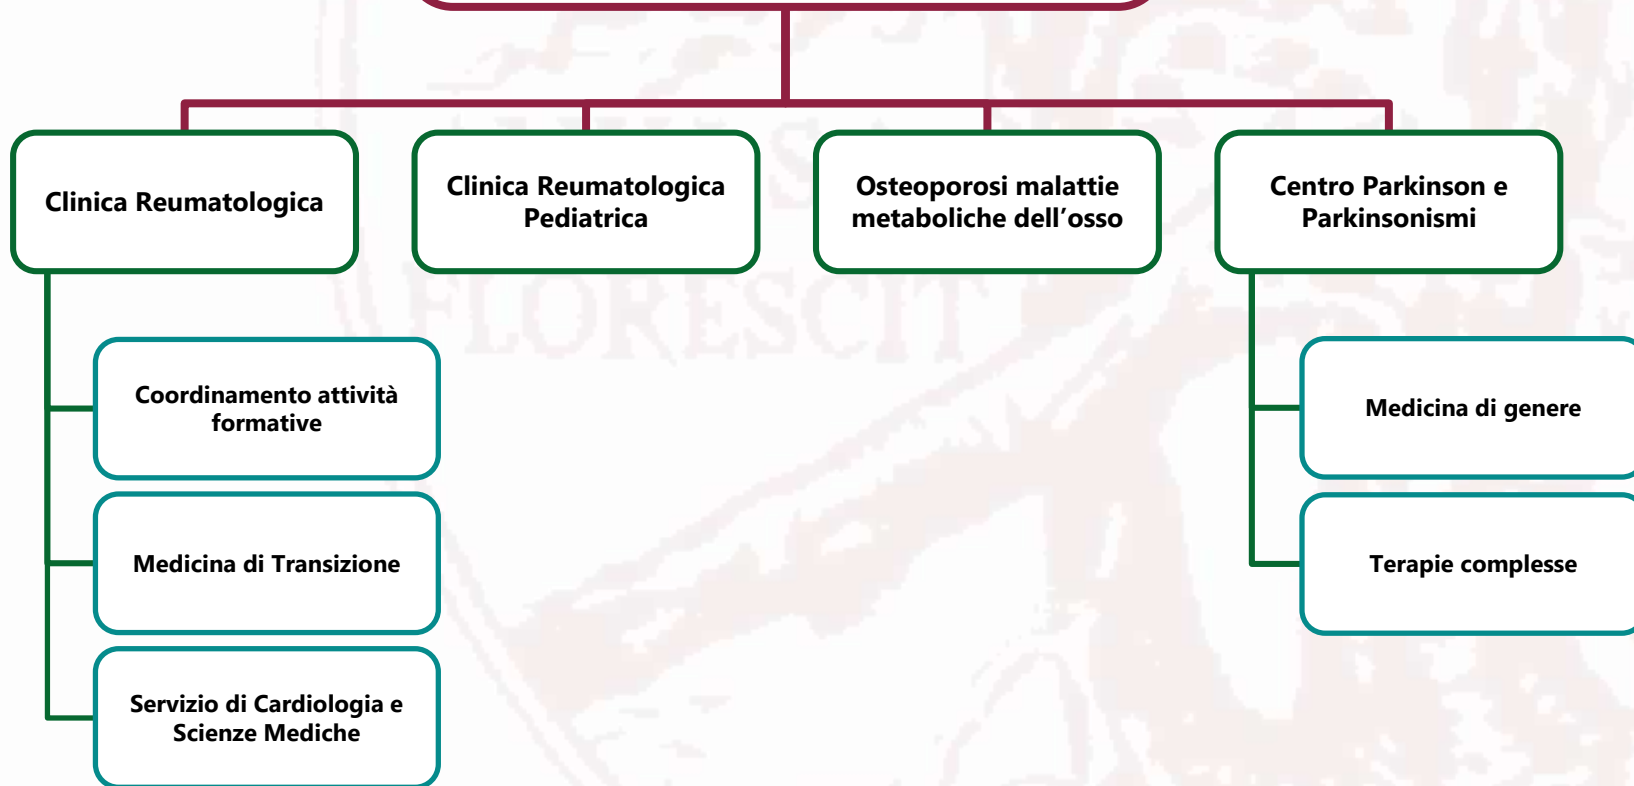 Clinica Reumatologica
Clinica Reumatologica
Pediatrica
Osteoporosi malattie
metaboliche dell’osso
Centro Parkinson e
Parkinsonismi
FLORESCIT
Coordinamento attività
formative
Medicina di genere
Medicina di Transizione
Terapie complesse
Servizio di Cardiologia e
Scienze Mediche